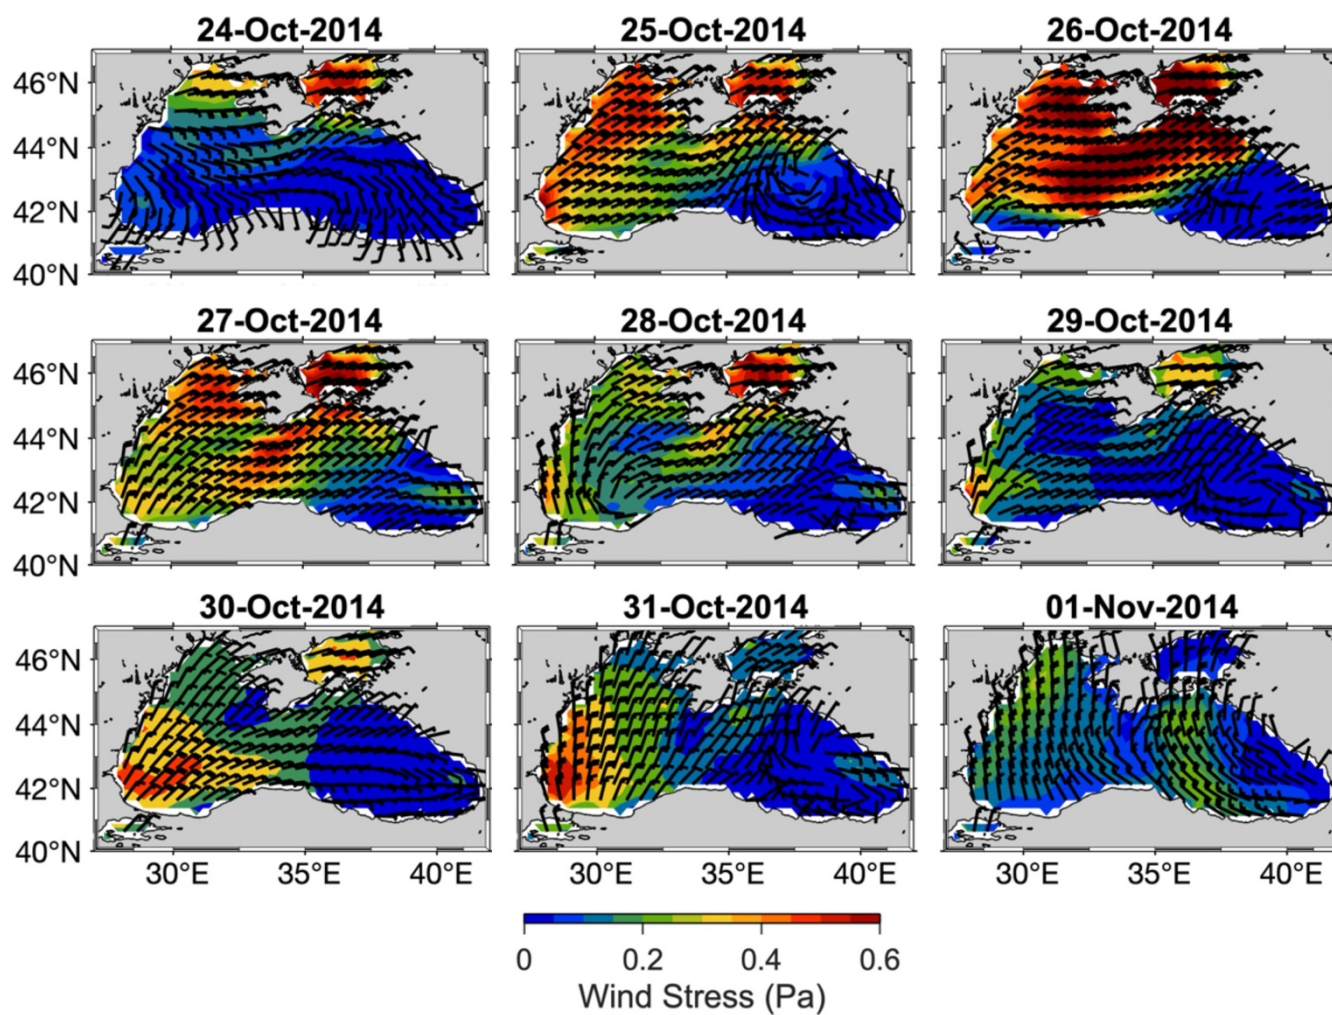 24-Oct-2014 25-Oct-2014 26-Oct-2014
46°N
44°N
42°N
40°N
27-Oct-2014 28-Oct-2014 29-Oct-2014
46°N
44°N
42°N
40°N
30-Oct-2014 31-Oct-2014 01-Nov-2014
46°N
44°N
42°N
40°N
30°E 35°E 40°E 30°E 35°E 40°E 30°E 35°E 40°E
0 0.2 0.4 0.6
Wind Stress (Pa)